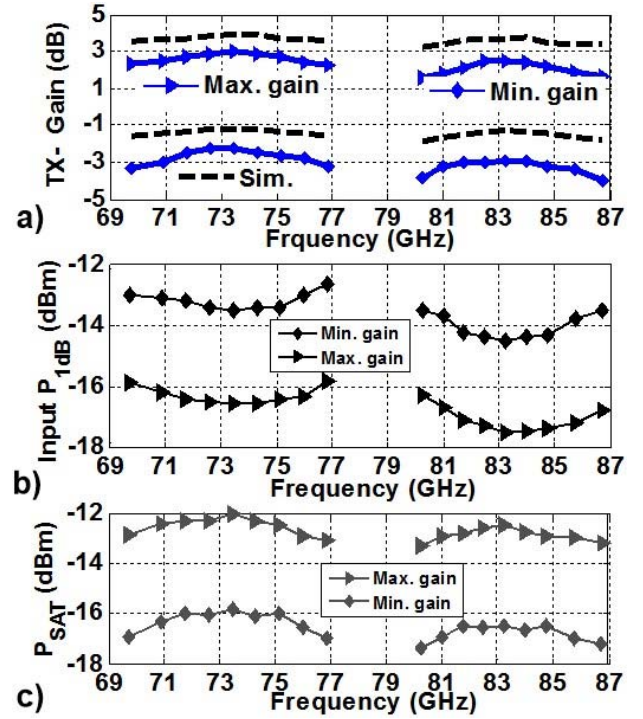 a)
TX- Gain (dB)
5
3
1
-1
-3
-5
Max. gain
Min. gain
Sim.
69 71 73 75 77 79 81 83 85 87
Frquency (GHz)
b)
Input P1dB (dBm)
-12
-14
-16
-18
Min. gain
Max. gain
69 71 73 75 77 79 81 83 85 87
Frequency (GHz)
c)
PSAT (dBm)
-12
-14
-16
-18
Max. gain
Min. gain
69 71 73 75 77 79 81 83 85 87
Frequency (GHz)